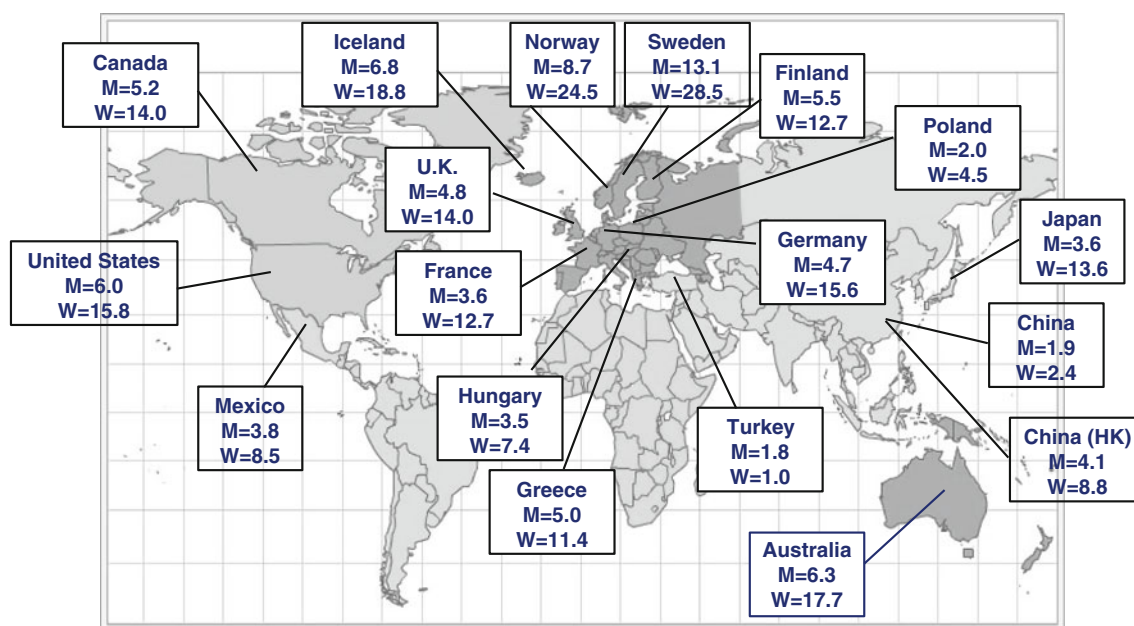 Canada
M=5.2
W=14.0
Iceland
M=6.8
W=18.8
Norway
M=8.7
W=24.5
Sweden
M=13.1
W=28.5
Finland
M=5.5
W=12.7
Poland
M=2.0
W=4.5
U.K.
M=4.8
W=14.0
United States
M=6.0
W=15.8
France
M=3.6
W=12.7
Germany
M=4.7
W=15.6
Japan
M=3.6
W=13.6
China
M=1.9
W=2.4
Mexico
M=3.8
W=8.5
Hungary
M=3.5
W=7.4
Turkey
M=1.8
W=1.0
China (HK)
M=4.1
W=8.8
Greece
M=5.0
W=11.4
Australia
M=6.3
W=17.7